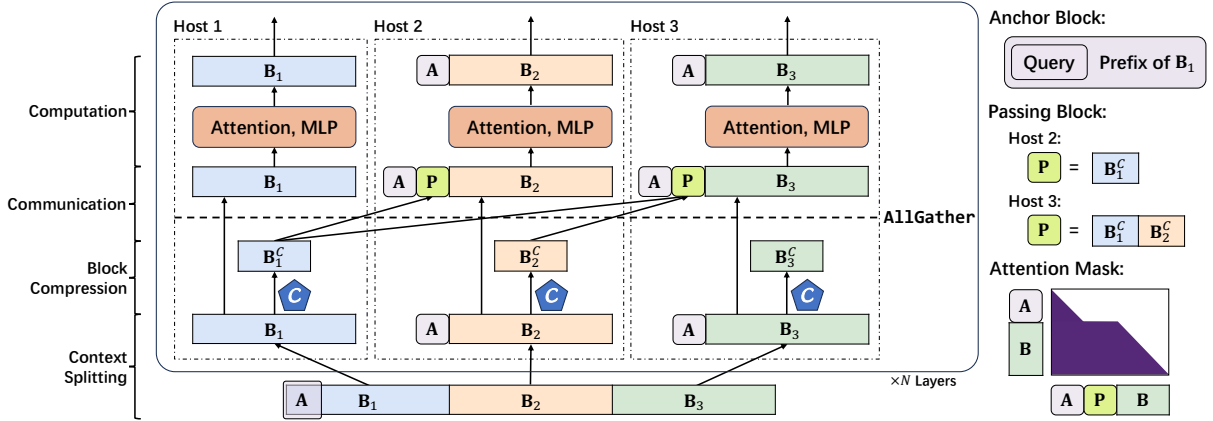 Host 1
Host 2
Host 3
Anchor Block:
Query Prefix of B₁
Passing Block:
Host 2:
P = B₁ᶜ
Host 3:
P = B₁ᶜ B₂ᶜ
Attention Mask:
A
B
A P B
Computation
Communication
Block
Compression
Context
Splitting
B₁
A B₂
A B₃
Attention, MLP
Attention, MLP
Attention, MLP
B₁
A P B₂
A P B₃
AllGather
B₁ᶜ
B₂ᶜ
B₃ᶜ
C
C
C
B₁
A B₂
A B₃
×N Layers
A B₁ B₂ B₃